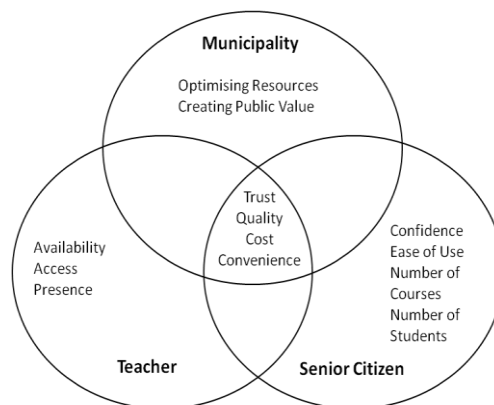 Municipality
Optimising Resources
Creating Public Value
Trust
Quality
Cost
Convenience
Availability
Access
Presence
Confidence
Ease of Use
Number of
Courses
Number of
Students
Teacher
Senior Citizen